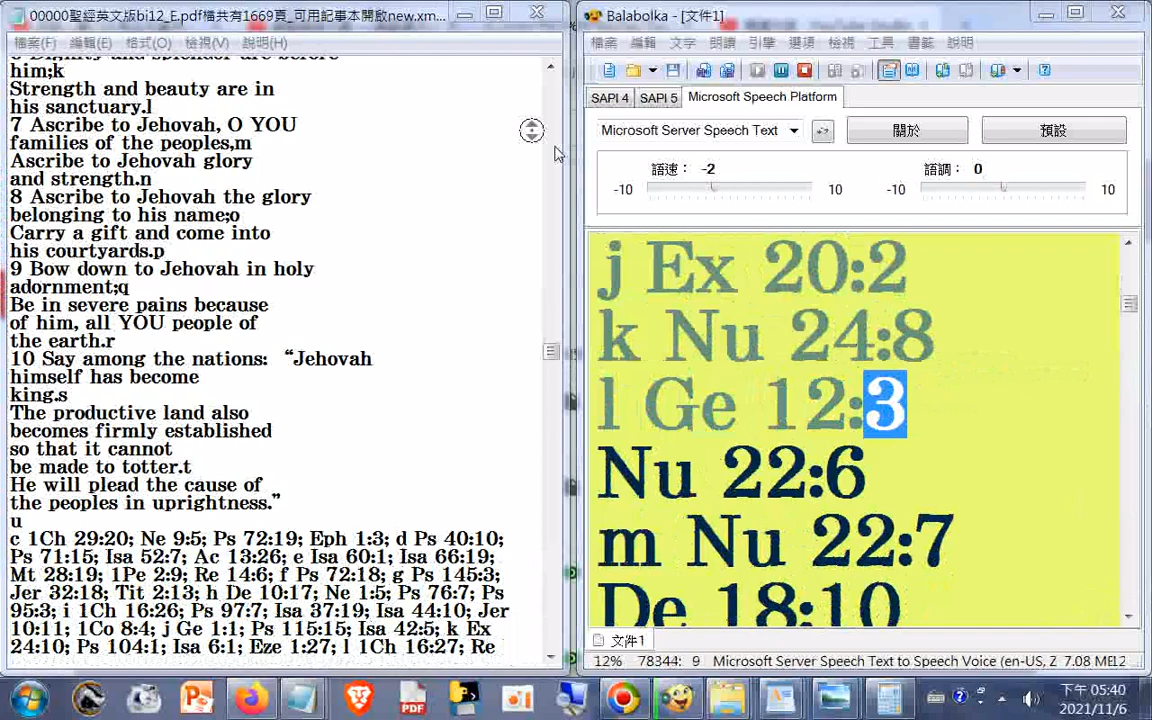 00000聖經英文版bi12_E.pdf檔共有1669頁_可用記事本開啟new.xm...
檔案(F) 編輯(E) 格式(O) 檢視(V) 說明(H)
6 Dignity and splendor are before
him;k
Strength and beauty are in
his sanctuary.l
7 Ascribe to Jehovah, O YOU
families of the peoples,m
Ascribe to Jehovah glory
and strength.n
8 Ascribe to Jehovah the glory
belonging to his name;o
Carry a gift and come into
his courtyards.p
9 Bow down to Jehovah in holy
adornment;q
Be in severe pains because
of him, all YOU people of
the earth.r
10 Say among the nations: “Jehovah
himself has become
king.s
The productive land also
becomes firmly established
so that it cannot
be made to totter.t
He will plead the cause of
the peoples in uprightness.”
u
c 1Ch 29:20; Ne 9:5; Ps 72:19; Eph 1:3; d Ps 40:10;
Ps 71:15; Isa 52:7; Ac 13:26; e Isa 60:1; Isa 66:19;
Mt 28:19; 1Pe 2:9; Re 14:6; f Ps 72:18; g Ps 145:3;
Jer 32:18; Tit 2:13; h De 10:17; Ne 1:5; Ps 76:7; Ps
95:3; i 1Ch 16:26; Ps 97:7; Isa 37:19; Isa 44:10; Jer
10:11; 1Co 8:4; j Ge 1:1; Ps 115:15; Isa 42:5; k Ex
24:10; Ps 104:1; Isa 6:1; Eze 1:27; l 1Ch 16:27; Re
Balabolka - [文件1]
檔案 編輯 文字 朗讀 引擎 選項 檢視 工具 書籤 說明
SAPI 4 SAPI 5 Microsoft Speech Platform
Microsoft Server Speech Text 關於 預設
語速： -2 語調： 0
-10 10 -10 10
j Ex 20:2
k Nu 24:8
l Ge 12:3
Nu 22:6
m Nu 22:7
De 18:10
文件1
12% 78344: 9 Microsoft Server Speech Text to Speech Voice (en-US, Z 7.08 ME12
PDF
下午 05:40
2021/11/6